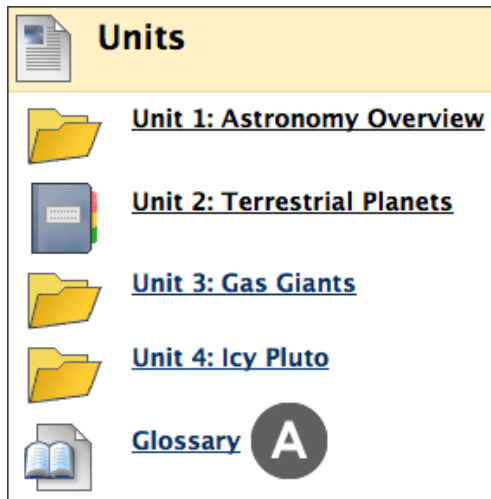 Units
Unit 1: Astronomy Overview
Unit 2: Terrestrial Planets
Unit 3: Gas Giants
Unit 4: Icy Pluto
Glossary A